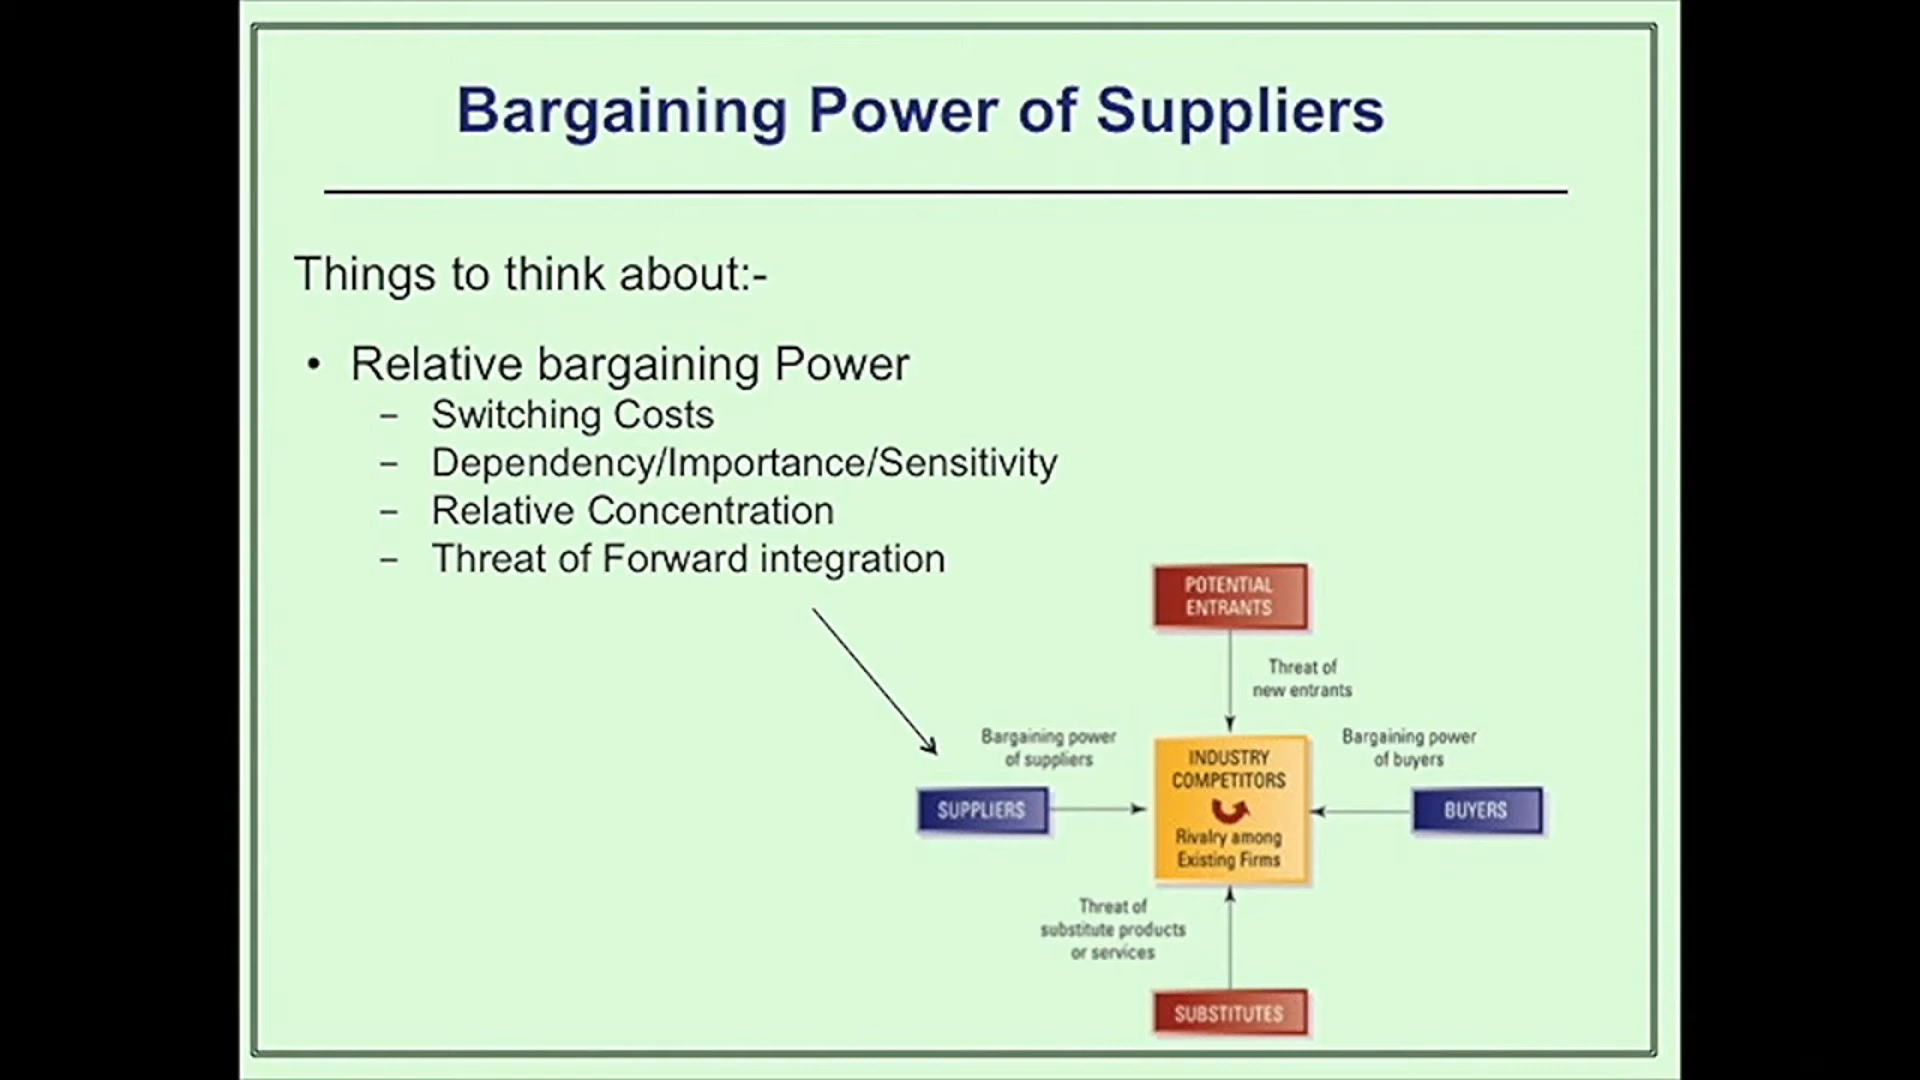 Bargaining Power of Suppliers
Things to think about:-
• Relative bargaining Power
– Switching Costs
– Dependency/Importance/Sensitivity
– Relative Concentration
– Threat of Forward integration
POTENTIAL
ENTRANTS
Threat of
new entrants
Bargaining power
of suppliers
INDUSTRY
COMPETITORS
Rivalry among
Existing Firms
Bargaining power
of buyers
SUPPLIERS
BUYERS
Threat of
substitute products
or services
SUBSTITUTES